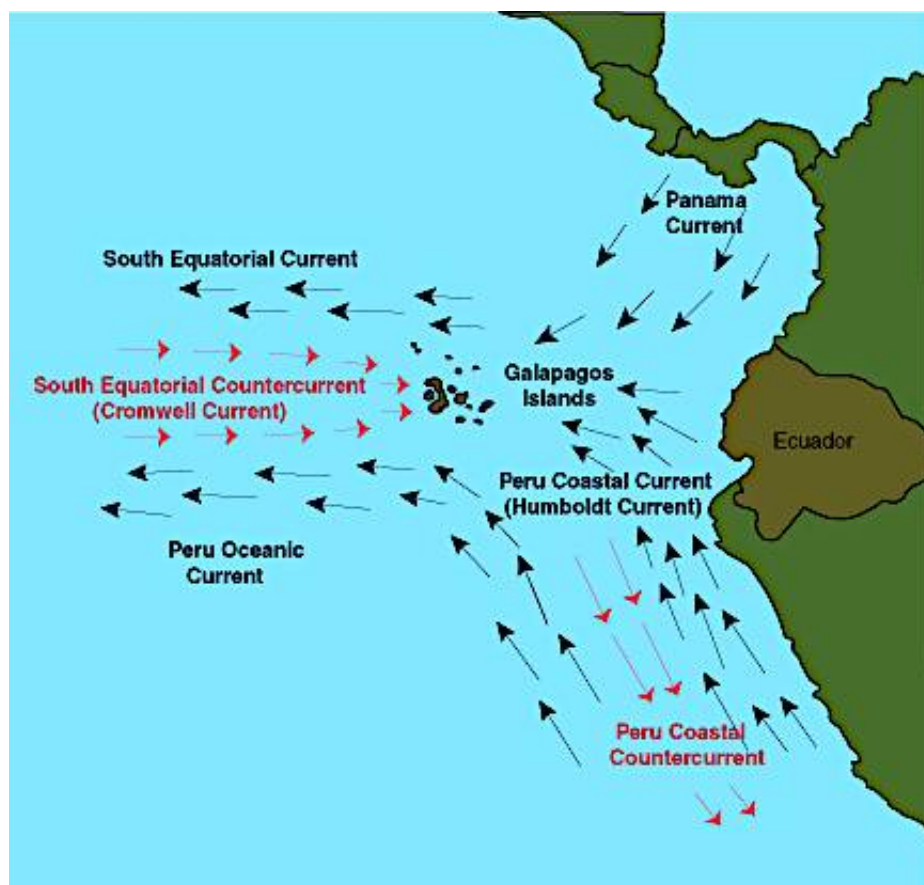 Panama
Current
South Equatorial Current
South Equatorial Countercurrent
(Cromwell Current)
Galapagos
Islands
Ecuador
Peru Coastal Current
(Humboldt Current)
Peru Oceanic
Current
Peru Coastal
Countercurrent